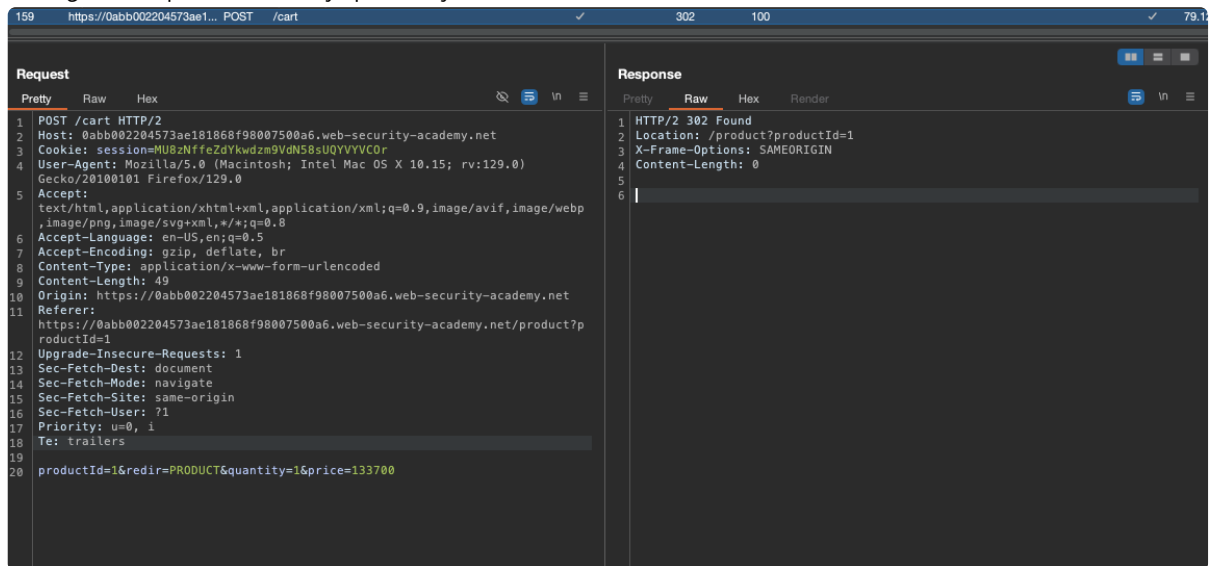 159 https://0abb002204573ae1... POST /cart ✓ 302 100 ✓ 79.12
Request
Pretty Raw Hex \n
1 POST /cart HTTP/2
2 Host: 0abb002204573ae181868f98007500a6.web-security-academy.net
3 Cookie: session=MU8zNffeZdYkwdzm9VdN58sUQYVYVCOr
4 User-Agent: Mozilla/5.0 (Macintosh; Intel Mac OS X 10.15; rv:129.0)
Gecko/20100101 Firefox/129.0
5 Accept:
text/html,application/xhtml+xml,application/xml;q=0.9,image/avif,image/webp
,image/png,image/svg+xml,*/*;q=0.8
6 Accept-Language: en-US,en;q=0.5
7 Accept-Encoding: gzip, deflate, br
8 Content-Type: application/x-www-form-urlencoded
9 Content-Length: 49
10 Origin: https://0abb002204573ae181868f98007500a6.web-security-academy.net
11 Referer:
https://0abb002204573ae181868f98007500a6.web-security-academy.net/product?p
roductId=1
12 Upgrade-Insecure-Requests: 1
13 Sec-Fetch-Dest: document
14 Sec-Fetch-Mode: navigate
15 Sec-Fetch-Site: same-origin
16 Sec-Fetch-User: ?1
17 Priority: u=0, i
18 Te: trailers
19
20 productId=1&redir=PRODUCT&quantity=1&price=133700
Response
Pretty Raw Hex Render \n
1 HTTP/2 302 Found
2 Location: /product?productId=1
3 X-Frame-Options: SAMEORIGIN
4 Content-Length: 0
5
6